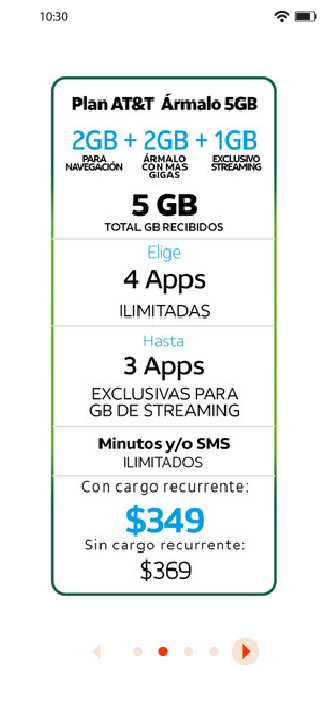 10:30
Plan AT&T Ármalo 5GB
2GB + 2GB + 1GB
PARA NAVEGACIÓN
ÁRMALO CON MAS GIGAS
EXCLUSIVO STREAMING
5 GB
TOTAL GB RECIBIDOS
Elige
4 Apps
ILIMITADAS
Hasta
3 Apps
EXCLUSIVAS PARA
GB DE STREAMING
Minutos y/o SMS
ILIMITADOS
Con cargo recurrente:
$349
Sin cargo recurrente:
$369